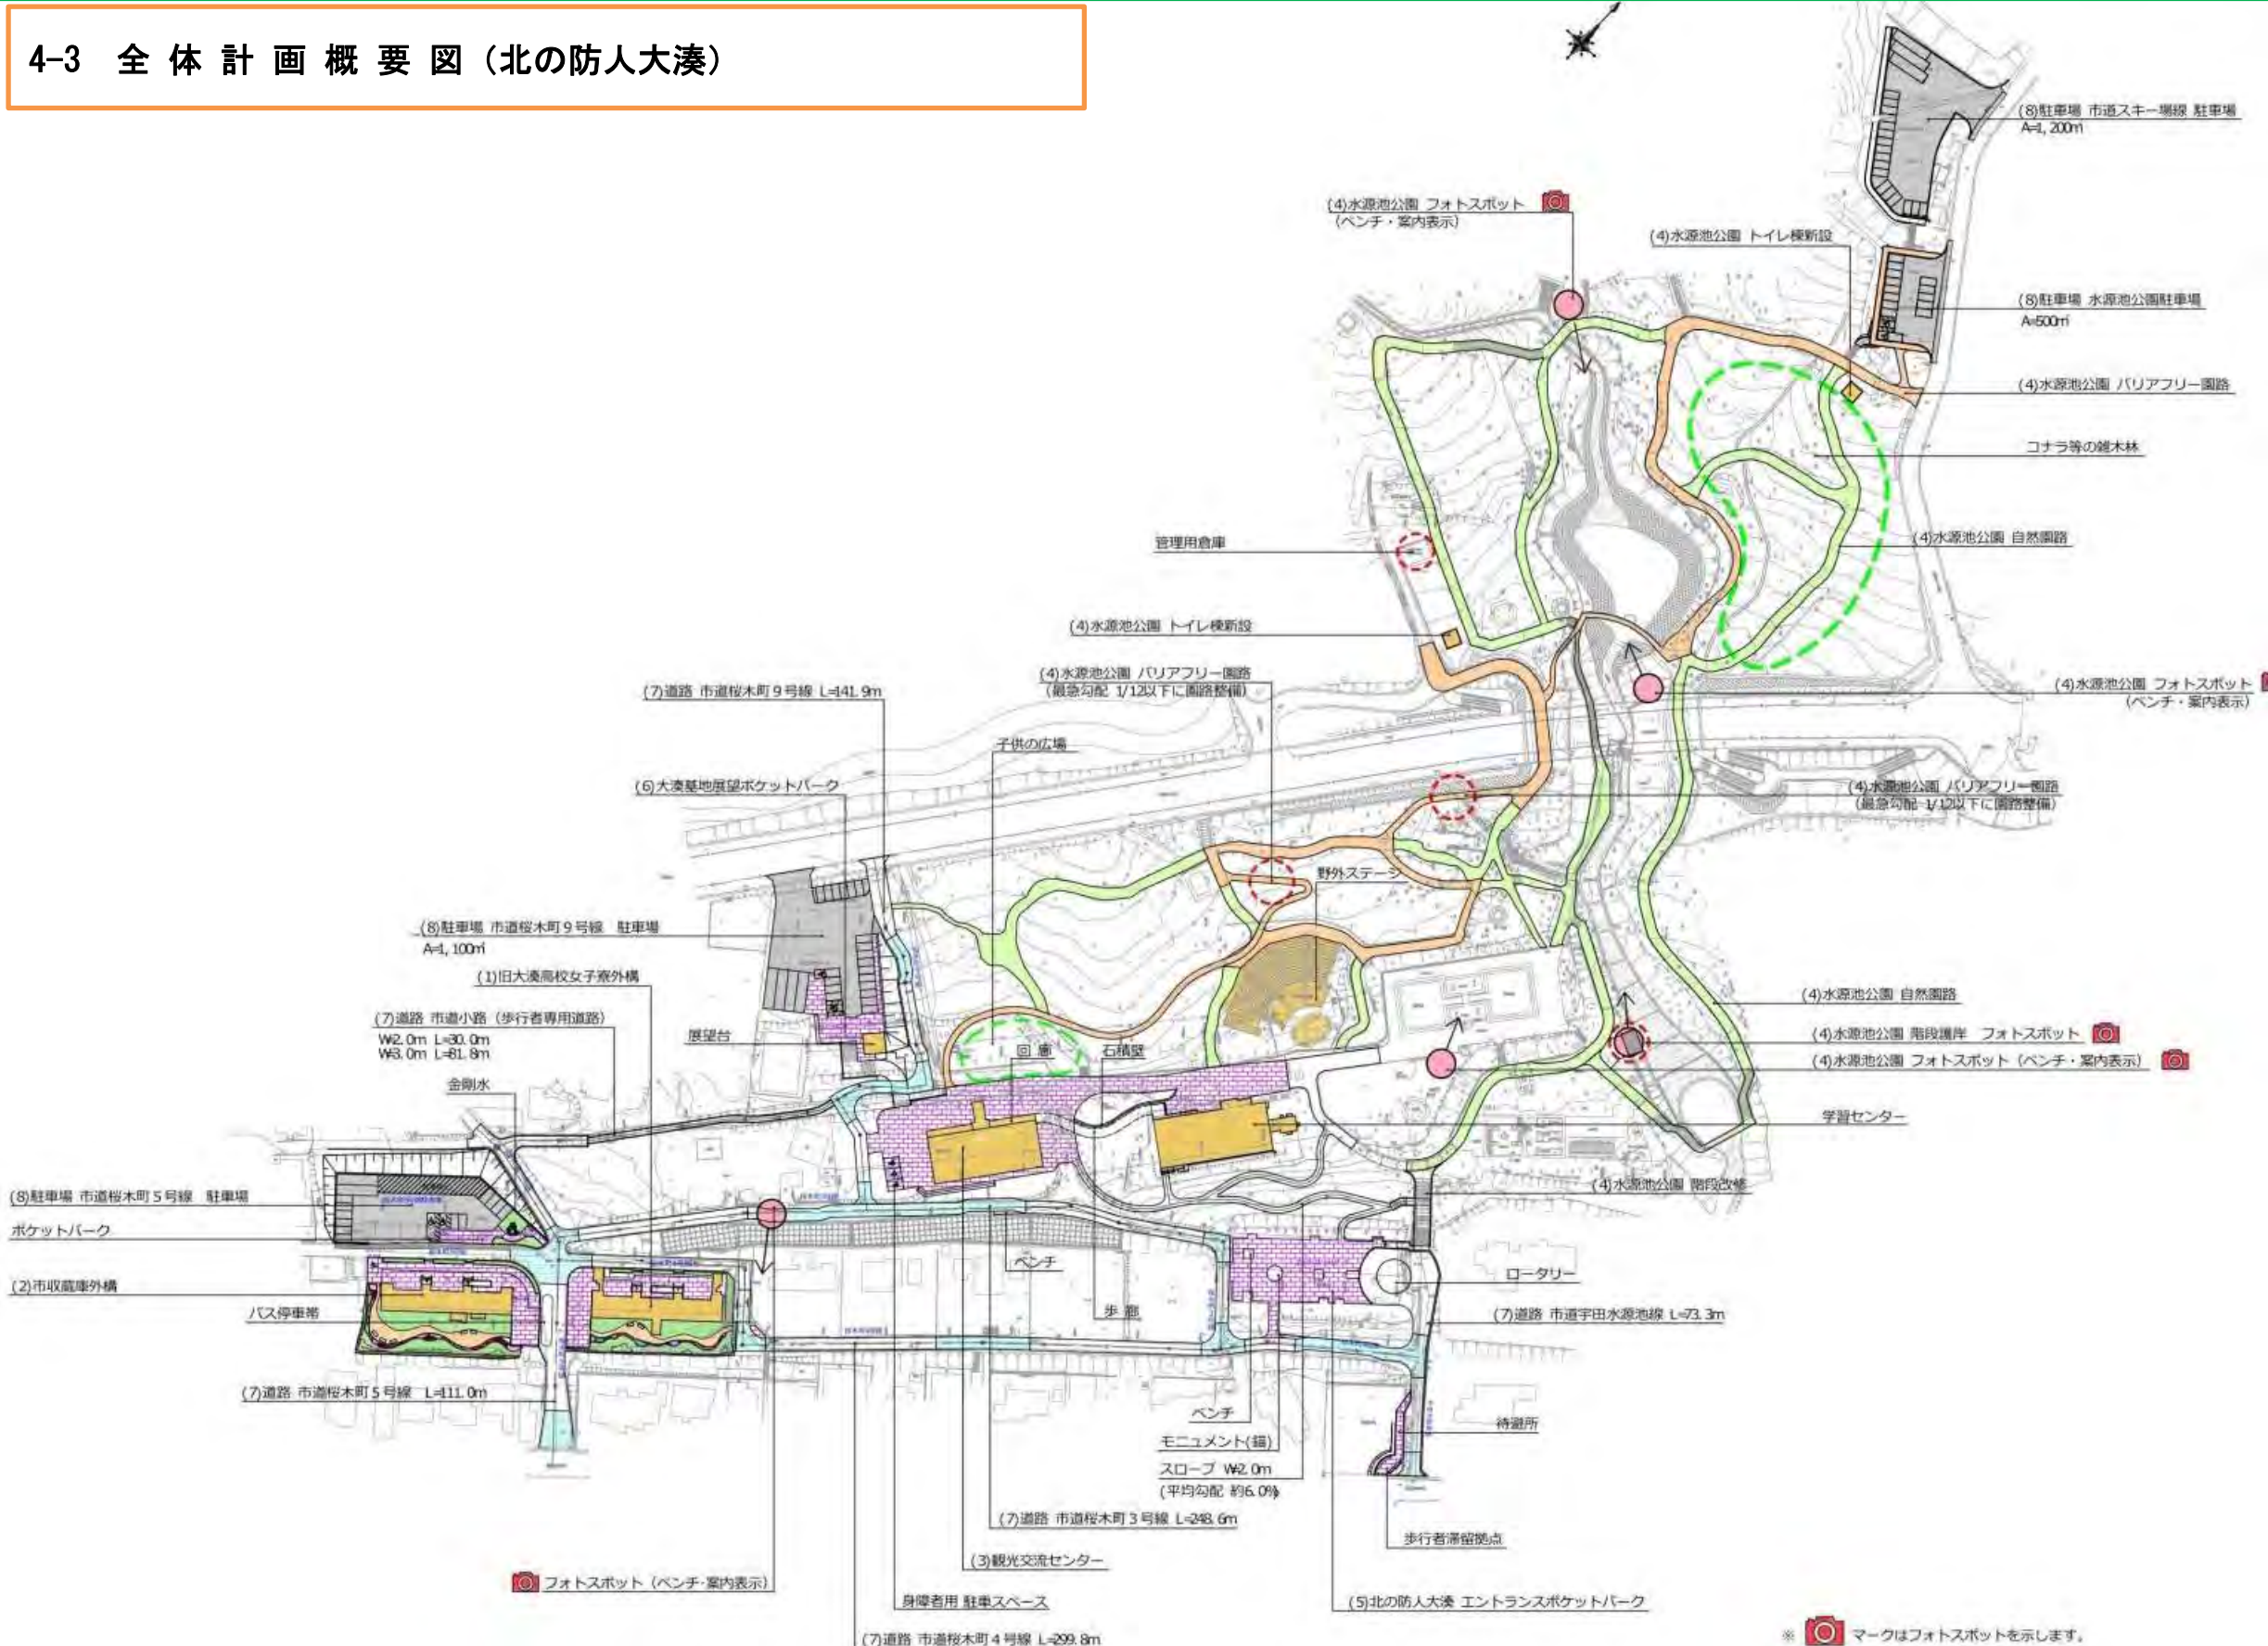 4-3 全体計画概要図（北の防人大湊）
(8)駐車場 市道スキー場線 駐車場
A=1,200㎡
(4)水源池公園 フォトスポット
（ベンチ・案内表示）
(4)水源池公園 トイレ棟新設
(8)駐車場 水源池公園駐車場
A=500㎡
(4)水源池公園 バリアフリー園路
コナラ等の雑木林
(4)水源池公園 自然園路
管理用倉庫
(4)水源池公園 トイレ棟新設
(4)水源池公園 バリアフリー園路
（最急勾配 1/12以下に園路整備）
(7)道路 市道桜木町９号線 L=141.9m
(4)水源池公園 フォトスポット
（ベンチ・案内表示）
子供の広場
(6)大湊基地展望ポケットパーク
(4)水源池公園 バリアフリー園路
（最急勾配 1/12以下に園路整備）
野外ステージ
(8)駐車場 市道桜木町９号線 駐車場
A=1,100㎡
(1)旧大湊高校女子寮外構
(7)道路 市道小路（歩行者専用道路）
W=2.0m L=30.0m
W=3.0m L=81.8m
展望台
金剛水
回廊
石積壁
(4)水源池公園 自然園路
(4)水源池公園 階段護岸 フォトスポット
(4)水源池公園 フォトスポット（ベンチ・案内表示）
学習センター
(8)駐車場 市道桜木町５号線 駐車場
ポケットパーク
(4)水源池公園 階段改修
(2)市収蔵庫外構
バス停車帯
ベンチ
歩廊
ロータリー
(7)道路 市道宇田水源池線 L=73.3m
(7)道路 市道桜木町５号線 L=111.0m
ベンチ
モニュメント(錨)
スロープ W=2.0m
(平均勾配 約6.0%)
待避所
(7)道路 市道桜木町３号線 L=248.6m
歩行者滞留拠点
(3)観光交流センター
フォトスポット（ベンチ・案内表示）
身障者用 駐車スペース
(5)北の防人大湊 エントランスポケットパーク
(7)道路 市道桜木町４号線 L=299.8m
※ マークはフォトスポットを示します。